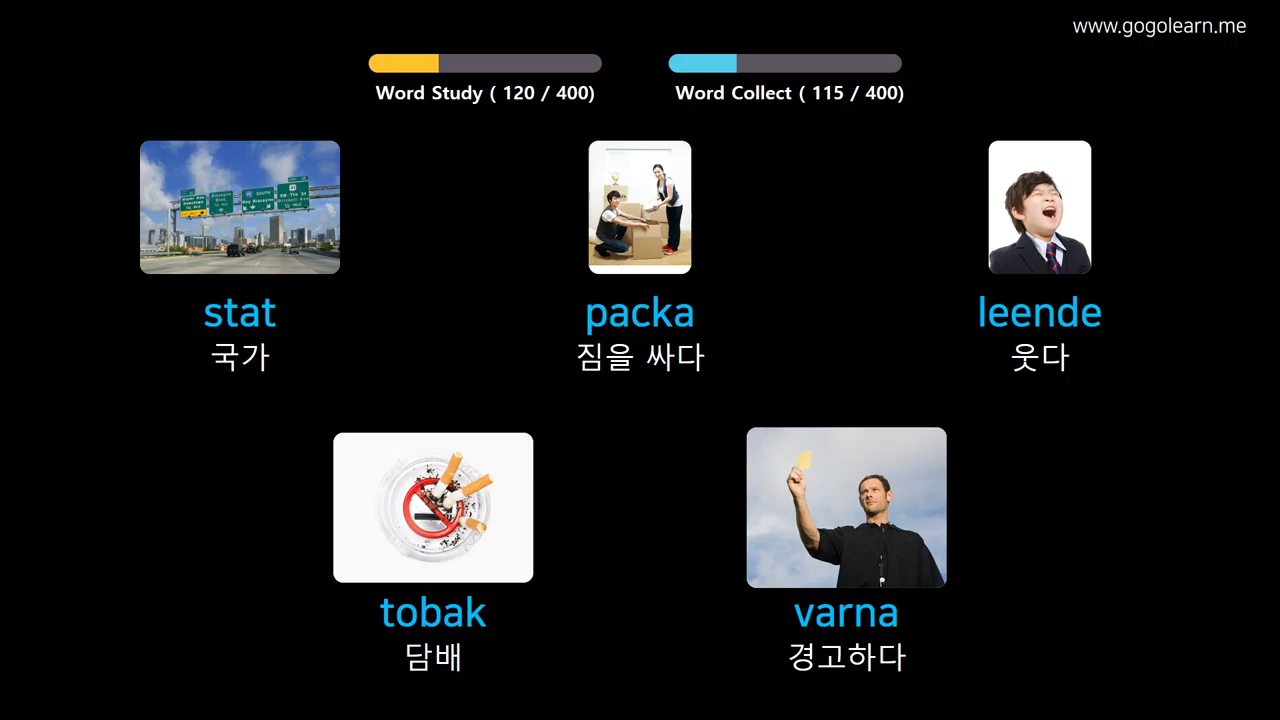 www.gogolearn.me
Word Study ( 120 / 400)
Word Collect ( 115 / 400)
stat
국가
packa
짐을 싸다
leende
웃다
tobak
담배
varna
경고하다